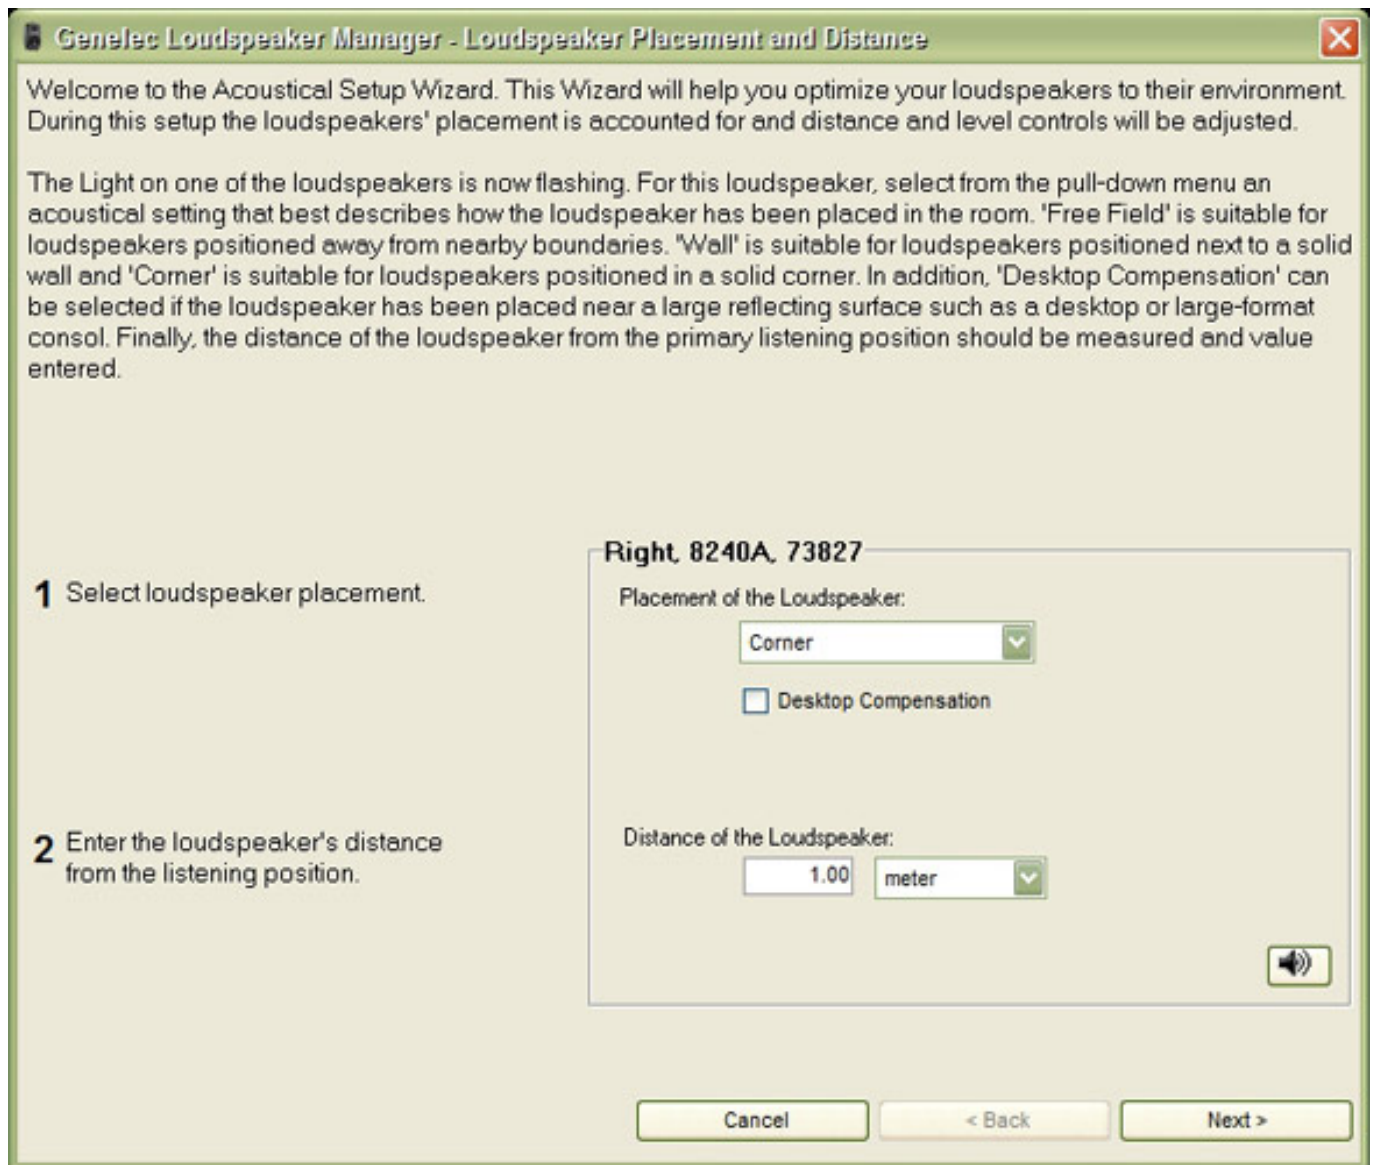 Genelec Loudspeaker Manager - Loudspeaker Placement and Distance
Welcome to the Acoustical Setup Wizard. This Wizard will help you optimize your loudspeakers to their environment.
During this setup the loudspeakers' placement is accounted for and distance and level controls will be adjusted.
The Light on one of the loudspeakers is now flashing. For this loudspeaker, select from the pull-down menu an
acoustical setting that best describes how the loudspeaker has been placed in the room. 'Free Field' is suitable for
loudspeakers positioned away from nearby boundaries. 'Wall' is suitable for loudspeakers positioned next to a solid
wall and 'Corner' is suitable for loudspeakers positioned in a solid corner. In addition, 'Desktop Compensation' can
be selected if the loudspeaker has been placed near a large reflecting surface such as a desktop or large-format
consol. Finally, the distance of the loudspeaker from the primary listening position should be measured and value
entered.
1 Select loudspeaker placement.
Right, 8240A, 73827
Placement of the Loudspeaker:
Corner
Desktop Compensation
2 Enter the loudspeaker's distance
from the listening position.
Distance of the Loudspeaker:
1.00 meter
Cancel < Back Next >